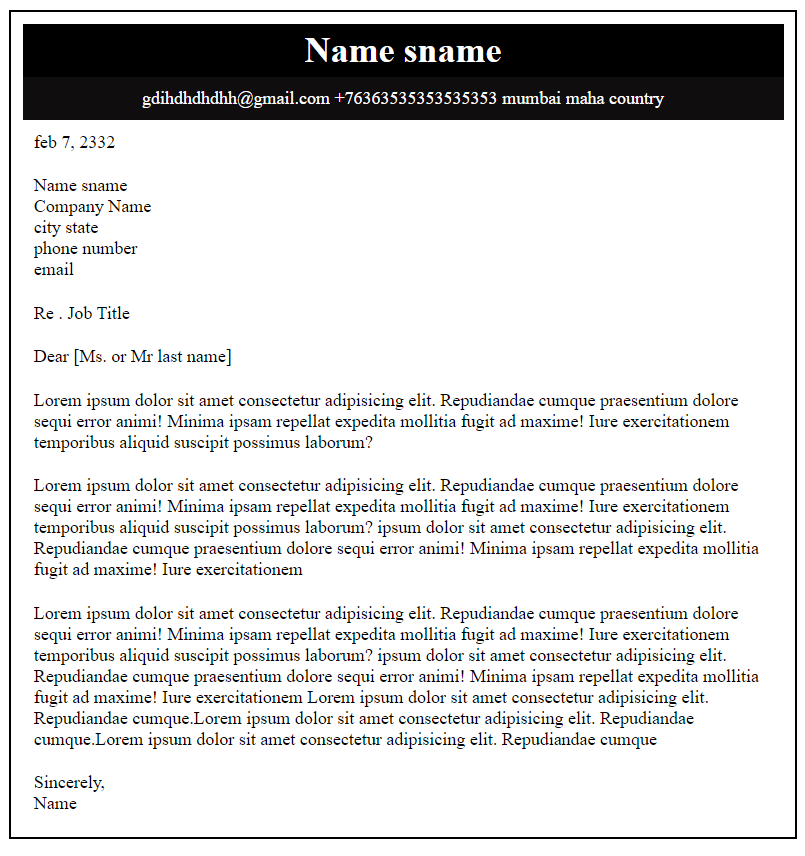 Name sname
gdihdhdhdhh@gmail.com +76363535353535353 mumbai maha country
feb 7, 2332
Name sname
Company Name
city state
phone number
email
Re . Job Title
Dear [Ms. or Mr last name]
Lorem ipsum dolor sit amet consectetur adipisicing elit. Repudiandae cumque praesentium dolore
sequi error animi! Minima ipsam repellat expedita mollitia fugit ad maxime! Iure exercitationem
temporibus aliquid suscipit possimus laborum?
Lorem ipsum dolor sit amet consectetur adipisicing elit. Repudiandae cumque praesentium dolore
sequi error animi! Minima ipsam repellat expedita mollitia fugit ad maxime! Iure exercitationem
temporibus aliquid suscipit possimus laborum? ipsum dolor sit amet consectetur adipisicing elit.
Repudiandae cumque praesentium dolore sequi error animi! Minima ipsam repellat expedita mollitia
fugit ad maxime! Iure exercitationem
Lorem ipsum dolor sit amet consectetur adipisicing elit. Repudiandae cumque praesentium dolore
sequi error animi! Minima ipsam repellat expedita mollitia fugit ad maxime! Iure exercitationem
temporibus aliquid suscipit possimus laborum? ipsum dolor sit amet consectetur adipisicing elit.
Repudiandae cumque praesentium dolore sequi error animi! Minima ipsam repellat expedita mollitia
fugit ad maxime! Iure exercitationem Lorem ipsum dolor sit amet consectetur adipisicing elit.
Repudiandae cumque.Lorem ipsum dolor sit amet consectetur adipisicing elit. Repudiandae
cumque.Lorem ipsum dolor sit amet consectetur adipisicing elit. Repudiandae cumque
Sincerely,
Name